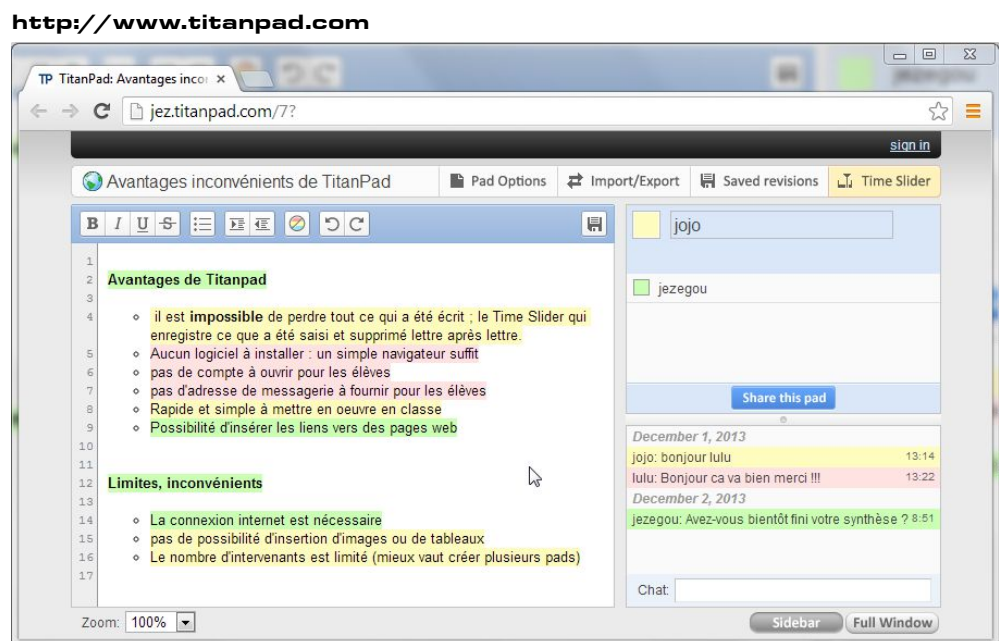 http://www.titanpad.com
TP TitanPad: Avantages incor ×
jez.titanpad.com/7?
sign in
Avantages inconvénients de TitanPad Pad Options Import/Export Saved revisions Time Slider
B I U S
jojo
jezegou
1
2 Avantages de Titanpad
3
4 il est impossible de perdre tout ce qui a été écrit ; le Time Slider qui
enregistre ce que a été saisi et supprimé lettre après lettre.
5 Aucun logiciel à installer : un simple navigateur suffit
6 pas de compte à ouvrir pour les élèves
7 pas d'adresse de messagerie à fournir pour les élèves
8 Rapide et simple à mettre en oeuvre en classe
9 Possibilité d'insérer les liens vers des pages web
10
11
12 Limites, inconvénients
13
14 La connexion internet est nécessaire
15 pas de possibilité d'insertion d'images ou de tableaux
16 Le nombre d'intervenants est limité (mieux vaut créer plusieurs pads)
17
Share this pad
December 1, 2013
jojo: bonjour lulu 13:14
lulu: Bonjour ca va bien merci !!! 13:22
December 2, 2013
jezegou: Avez-vous bientôt fini votre synthèse ? 8:51
Chat:
Zoom: 100% Sidebar Full Window